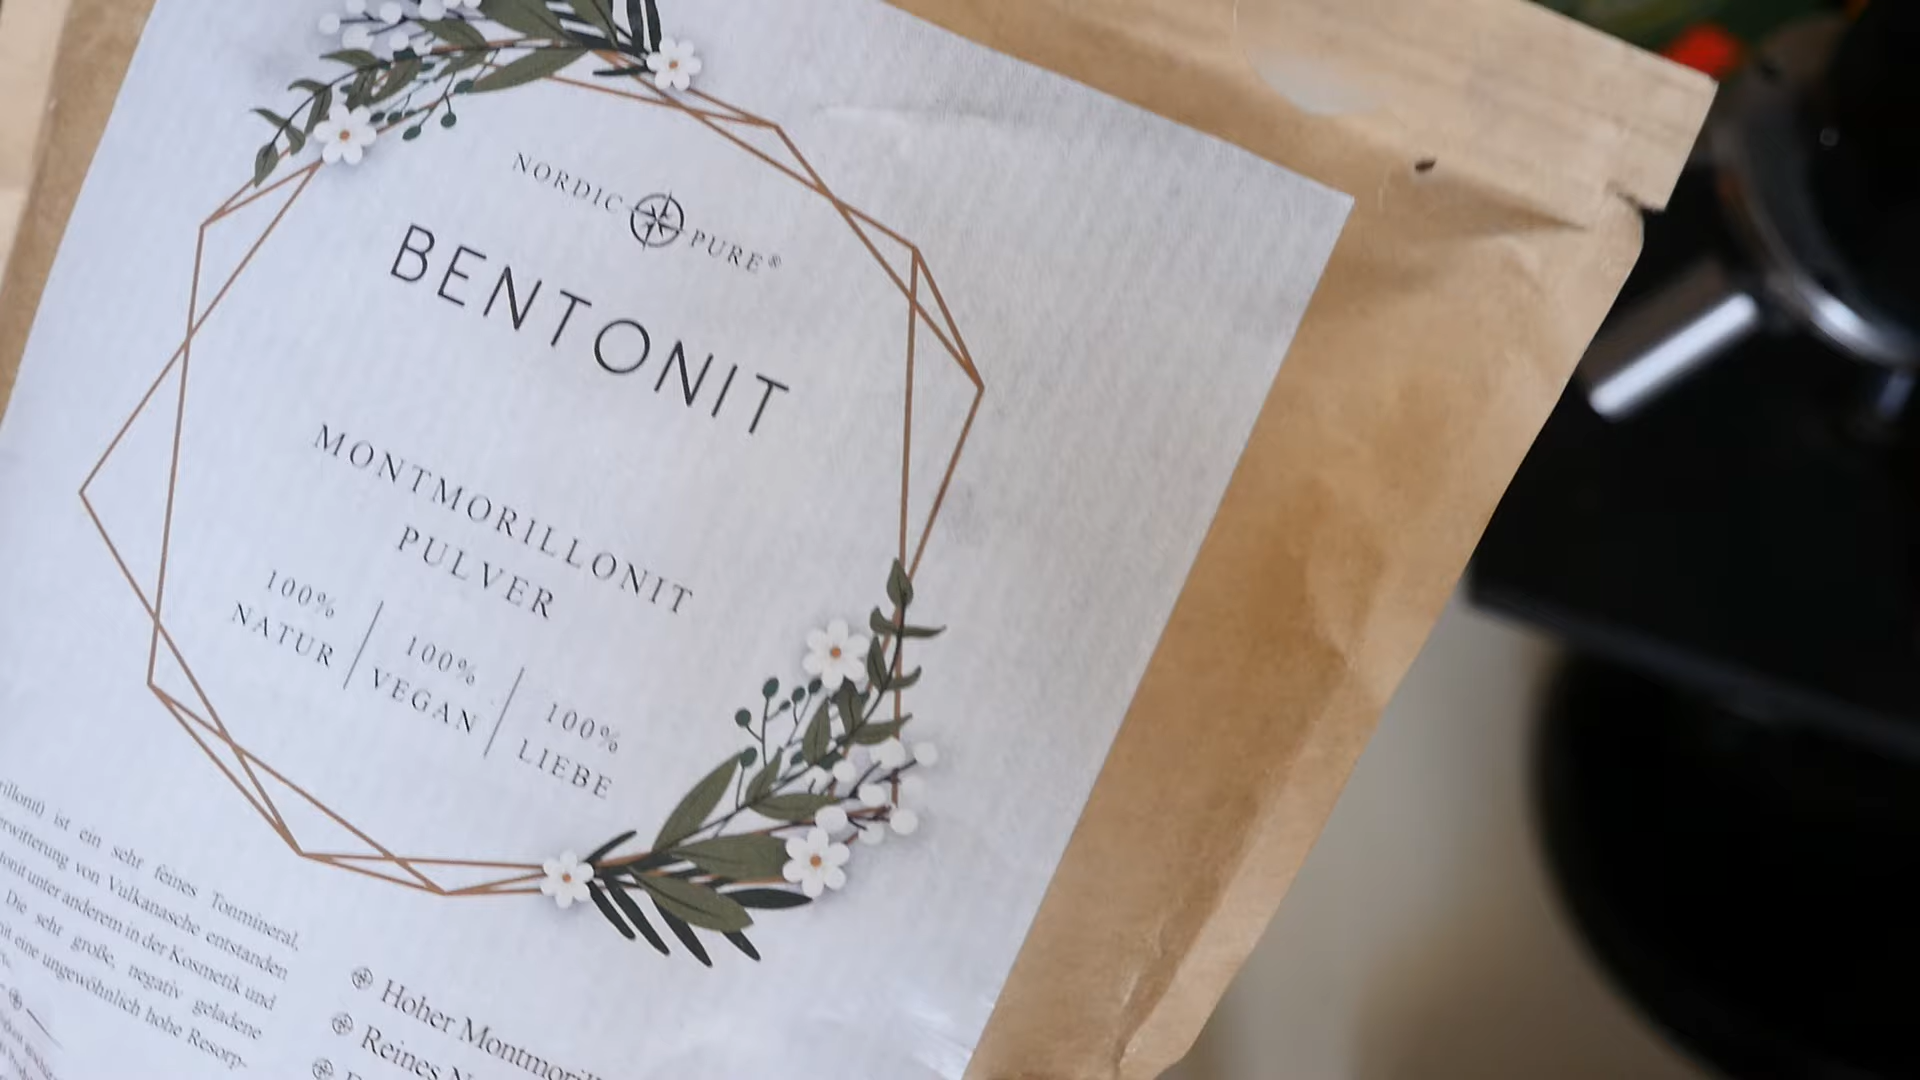 NORDIC PURE®
BENTONIT
MONTMORILLONIT
PULVER
100%
NATUR
100%
VEGAN
100%
LIEBE
ist ein sehr feines Tonmineral,
von Vulkanasche entstanden
unter anderem in der Kosmetik und
Die sehr große, negativ geladene
eine ungewöhnlich hohe Resorp-
Hoher
Reines